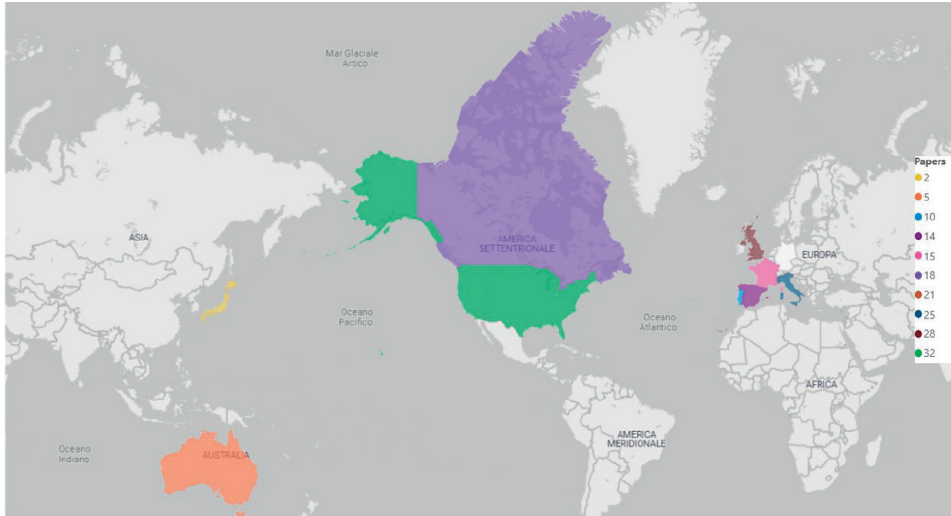 Mar Glaciale
Artico
ASIA
AMERICA
SETTENTRIONALE
EUROPA
Oceano
Pacifico
Oceano
Atlantico
AFRICA
AMERICA
MERIDIONALE
Oceano
Indiano
AUSTRALIA
Papers
2
5
10
14
15
18
21
25
28
32